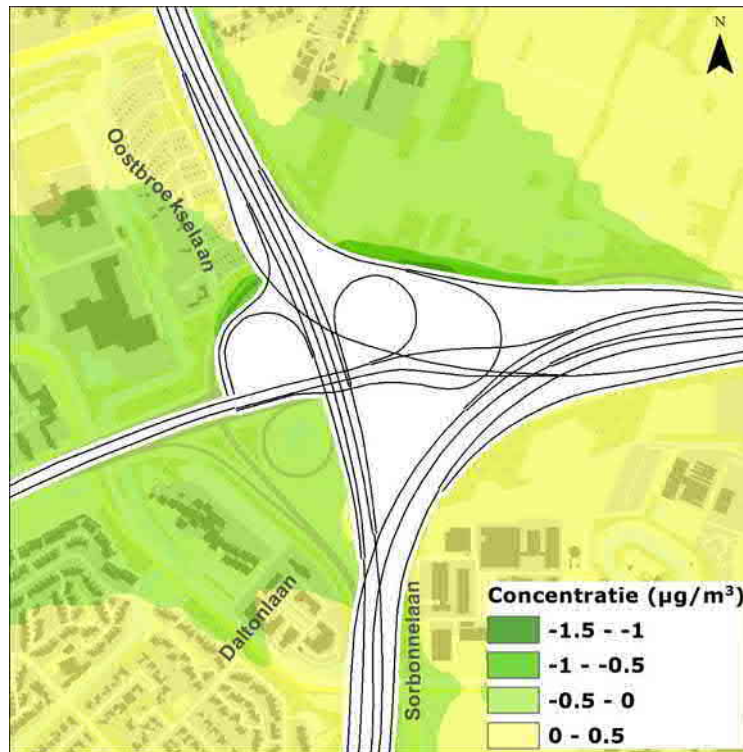 N
Oostbroekselaan
Daltonlaan
Sorbonnelaan
Concentratie (µg/m³)
-1.5 - -1
-1 - -0.5
-0.5 - 0
0 - 0.5